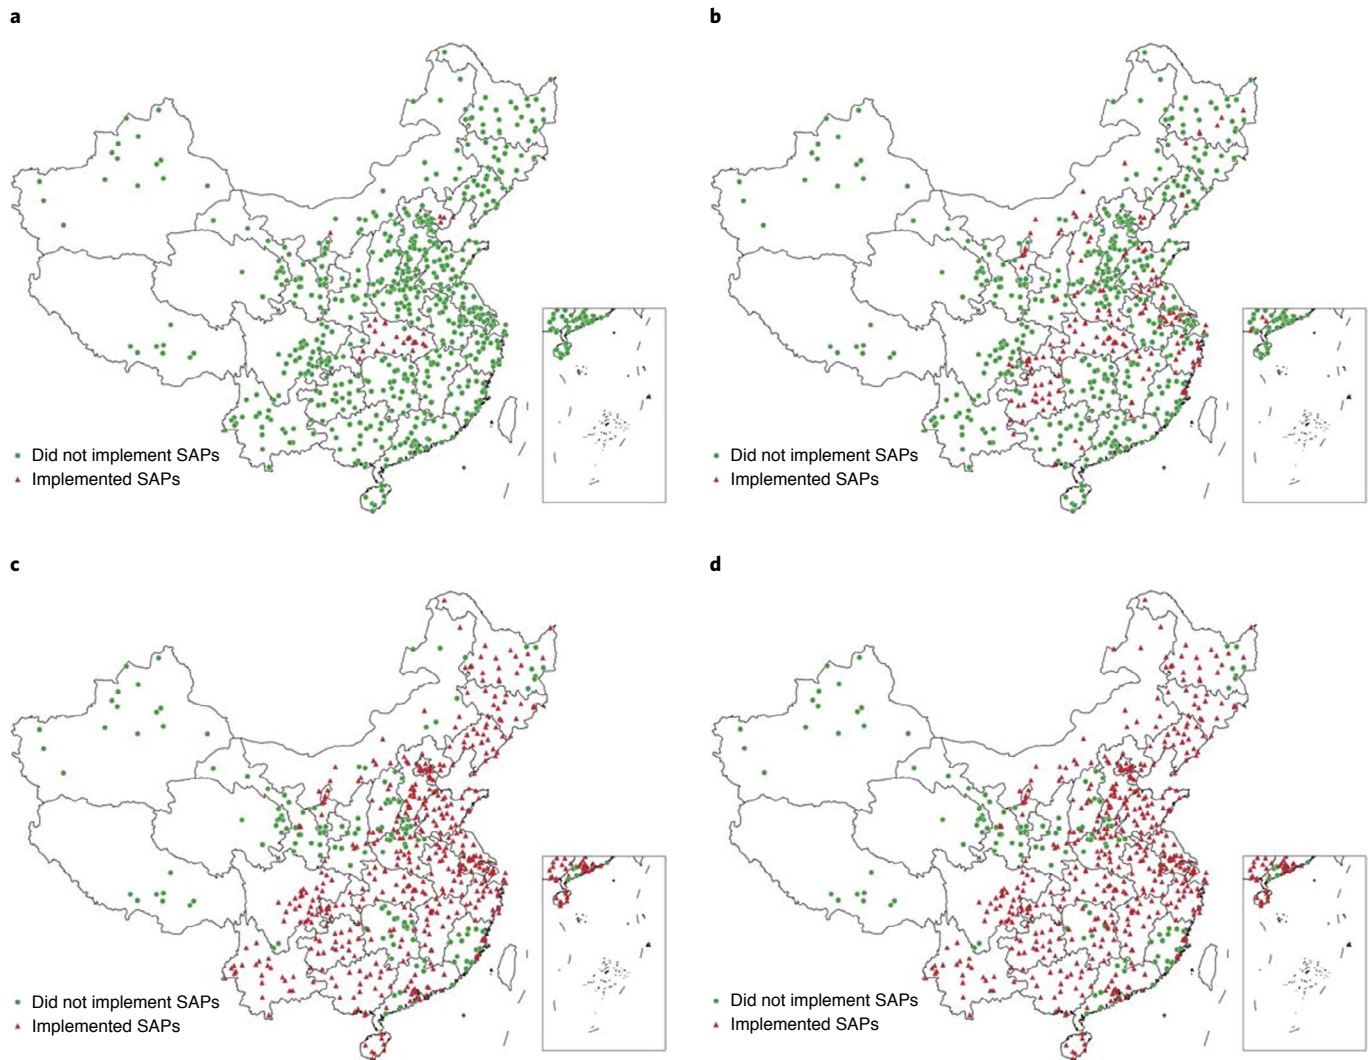 a
b
Did not implement SAPs
Implemented SAPs
Did not implement SAPs
Implemented SAPs
c
d
Did not implement SAPs
Implemented SAPs
Did not implement SAPs
Implemented SAPs